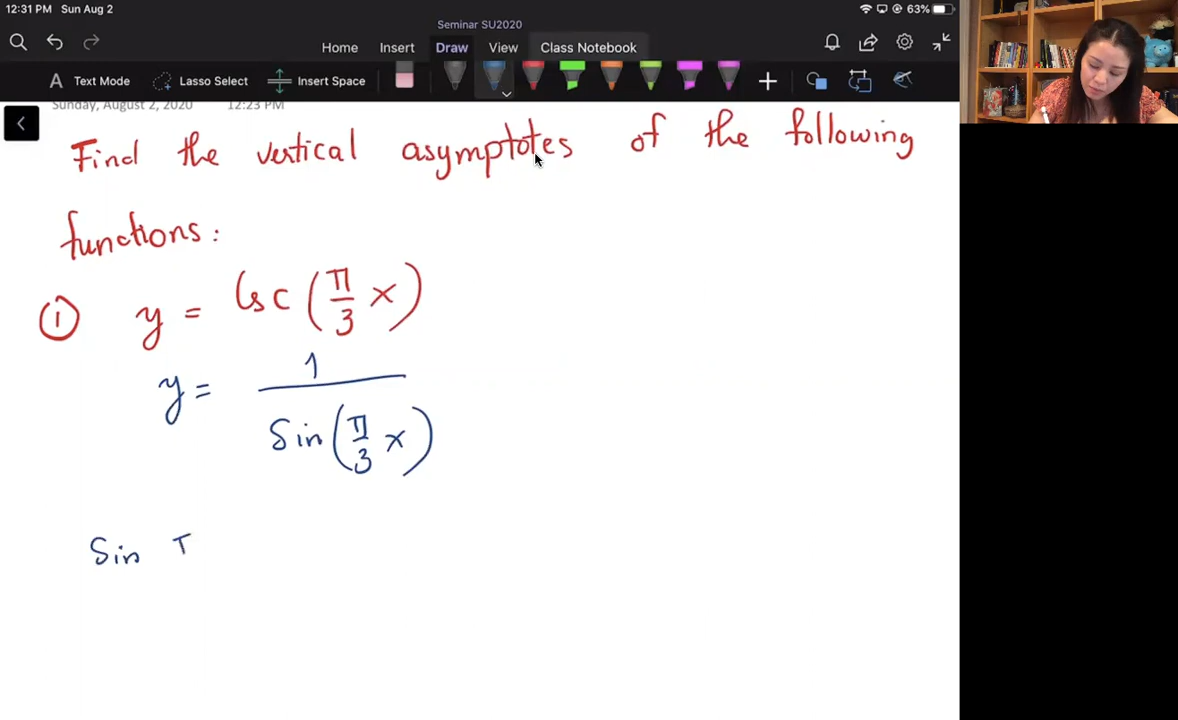 12:31 PM Sun Aug 2 63%
Seminar SU2020
Home Insert Draw View Class Notebook
Text Mode Lasso Select Insert Space
Sunday, August 2, 2020 12:23 PM
Find the vertical asymptotes of the following
functions:
① y = Csc (π/3 x)
y = 1 / Sin(π/3 x)
Sin T